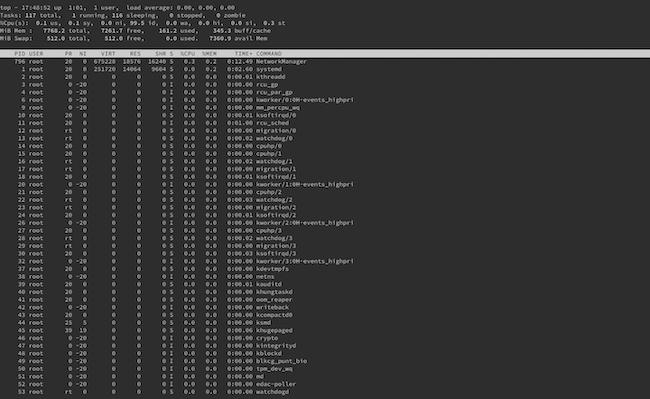 top - 17:48:52 up  1:01,  1 user,  load average: 0.00, 0.00, 0.00
Tasks: 117 total,   1 running, 116 sleeping,   0 stopped,   0 zombie
%Cpu(s):  0.1 us,  0.1 sy,  0.0 ni, 99.5 id,  0.0 wa,  0.0 hi,  0.0 si,  0.3 st
MiB Mem :   7768.2 total,   7261.7 free,    161.2 used,    345.3 buff/cache
MiB Swap:    512.0 total,    512.0 free,      0.0 used.   7360.9 avail Mem
PID USER      PR  NI    VIRT    RES    SHR S  %CPU  %MEM     TIME+ COMMAND
796 root      20   0  675228  18576  16240 S   0.3   0.2   0:12.49 NetworkManager
1 root      20   0  251720  14064   9604 S   0.0   0.2   0:02.60 systemd
2 root      20   0       0      0      0 S   0.0   0.0   0:00.01 kthreadd
3 root       0 -20       0      0      0 I   0.0   0.0   0:00.00 rcu_gp
4 root       0 -20       0      0      0 I   0.0   0.0   0:00.00 rcu_par_gp
6 root       0 -20       0      0      0 I   0.0   0.0   0:00.00 kworker/0:0H-events_highpri
9 root       0 -20       0      0      0 I   0.0   0.0   0:00.00 mm_percpu_wq
10 root      20   0       0      0      0 S   0.0   0.0   0:00.01 ksoftirqd/0
11 root      20   0       0      0      0 I   0.0   0.0   0:01.00 rcu_sched
12 root      rt   0       0      0      0 S   0.0   0.0   0:00.00 migration/0
13 root      rt   0       0      0      0 S   0.0   0.0   0:00.02 watchdog/0
14 root      20   0       0      0      0 S   0.0   0.0   0:00.00 cpuhp/0
15 root      20   0       0      0      0 S   0.0   0.0   0:00.00 cpuhp/1
16 root      rt   0       0      0      0 S   0.0   0.0   0:00.02 watchdog/1
17 root      rt   0       0      0      0 S   0.0   0.0   0:00.00 migration/1
18 root      20   0       0      0      0 S   0.0   0.0   0:00.01 ksoftirqd/1
20 root       0 -20       0      0      0 I   0.0   0.0   0:00.00 kworker/1:0H-events_highpri
21 root      20   0       0      0      0 S   0.0   0.0   0:00.00 cpuhp/2
22 root      rt   0       0      0      0 S   0.0   0.0   0:00.03 watchdog/2
23 root      rt   0       0      0      0 S   0.0   0.0   0:00.00 migration/2
24 root      20   0       0      0      0 S   0.0   0.0   0:00.01 ksoftirqd/2
26 root       0 -20       0      0      0 I   0.0   0.0   0:00.00 kworker/2:0H-events_highpri
27 root      20   0       0      0      0 S   0.0   0.0   0:00.00 cpuhp/3
28 root      rt   0       0      0      0 S   0.0   0.0   0:00.02 watchdog/3
29 root      rt   0       0      0      0 S   0.0   0.0   0:00.00 migration/3
30 root      20   0       0      0      0 S   0.0   0.0   0:00.03 ksoftirqd/3
32 root       0 -20       0      0      0 I   0.0   0.0   0:00.00 kworker/3:0H-events_highpri
37 root      20   0       0      0      0 S   0.0   0.0   0:00.00 kdevtmpfs
38 root       0 -20       0      0      0 I   0.0   0.0   0:00.00 netns
39 root      20   0       0      0      0 S   0.0   0.0   0:00.01 kauditd
40 root      20   0       0      0      0 S   0.0   0.0   0:00.00 khungtaskd
41 root      20   0       0      0      0 S   0.0   0.0   0:00.00 oom_reaper
42 root       0 -20       0      0      0 I   0.0   0.0   0:00.00 writeback
43 root      20   0       0      0      0 S   0.0   0.0   0:00.00 kcompactd0
44 root      25   5       0      0      0 S   0.0   0.0   0:00.00 ksmd
45 root      39  19       0      0      0 S   0.0   0.0   0:00.06 khugepaged
46 root       0 -20       0      0      0 I   0.0   0.0   0:00.00 crypto
47 root       0 -20       0      0      0 I   0.0   0.0   0:00.00 kintegrityd
48 root       0 -20       0      0      0 I   0.0   0.0   0:00.00 kblockd
49 root       0 -20       0      0      0 I   0.0   0.0   0:00.00 blkcg_punt_bio
50 root       0 -20       0      0      0 I   0.0   0.0   0:00.00 tpm_dev_wq
51 root       0 -20       0      0      0 I   0.0   0.0   0:00.00 md
52 root       0 -20       0      0      0 I   0.0   0.0   0:00.00 edac-poller
53 root      rt   0       0      0      0 S   0.0   0.0   0:00.00 watchdogd